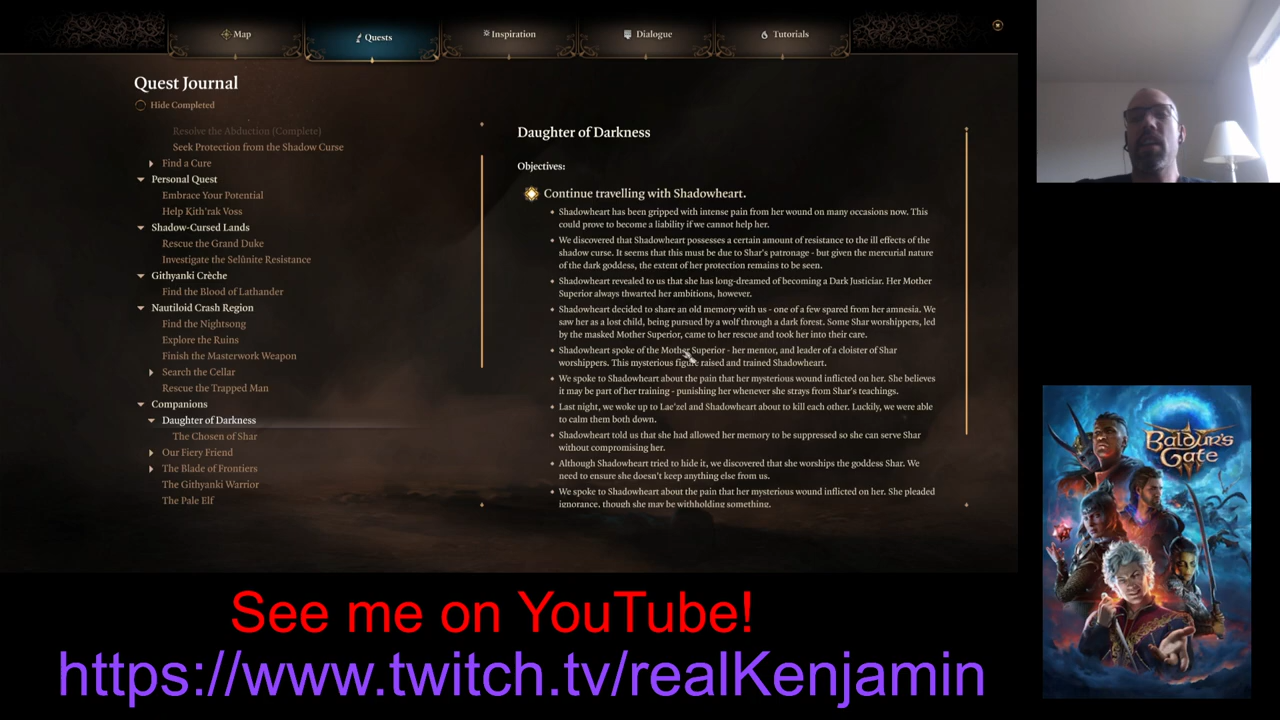 Map
Quests
Inspiration
Dialogue
Tutorials
Quest Journal
Hide Completed
Resolve the Abduction (Complete)
Seek Protection from the Shadow Curse
Find a Cure
Personal Quest
Embrace Your Potential
Help Kith'rak Voss
Shadow-Cursed Lands
Rescue the Grand Duke
Investigate the Selûnite Resistance
Githyanki Crèche
Find the Blood of Lathander
Nautiloid Crash Region
Find the Nightsong
Explore the Ruins
Finish the Masterwork Weapon
Search the Cellar
Rescue the Trapped Man
Companions
Daughter of Darkness
The Chosen of Shar
Our Fiery Friend
The Blade of Frontiers
The Githyanki Warrior
The Pale Elf
Daughter of Darkness
Objectives:
Continue travelling with Shadowheart.
Shadowheart has been gripped with intense pain from her wound on many occasions now. This
could prove to become a liability if we cannot help her.
We discovered that Shadowheart possesses a certain amount of resistance to the ill effects of the
shadow curse. It seems that this must be due to Shar's patronage - but given the mercurial nature
of the dark goddess, the extent of her protection remains to be seen.
Shadowheart revealed to us that she has long-dreamed of becoming a Dark Justiciar. Her Mother
Superior always thwarted her ambitions, however.
Shadowheart decided to share an old memory with us - one of a few spared from her amnesia. We
saw her as a lost child, being pursued by a wolf through a dark forest. Some Shar worshippers, led
by the masked Mother Superior, came to her rescue and took her into their care.
Shadowheart spoke of the Mother Superior - her mentor, and leader of a cloister of Shar
worshippers. This mysterious figure raised and trained Shadowheart.
We spoke to Shadowheart about the pain that her mysterious wound inflicted on her. She believes
it may be part of her training - punishing her whenever she strays from Shar's teachings.
Last night, we woke up to Lae'zel and Shadowheart about to kill each other. Luckily, we were able
to calm them both down.
Shadowheart told us that she had allowed her memory to be suppressed so she can serve Shar
without compromising her.
Although Shadowheart tried to hide it, we discovered that she worships the goddess Shar. We
need to ensure she doesn't keep anything else from us.
We spoke to Shadowheart about the pain that her mysterious wound inflicted on her. She pleaded
ignorance, though she may be withholding something.
Baldur's
Gate
See me on YouTube!
https://www.twitch.tv/realKenjamin